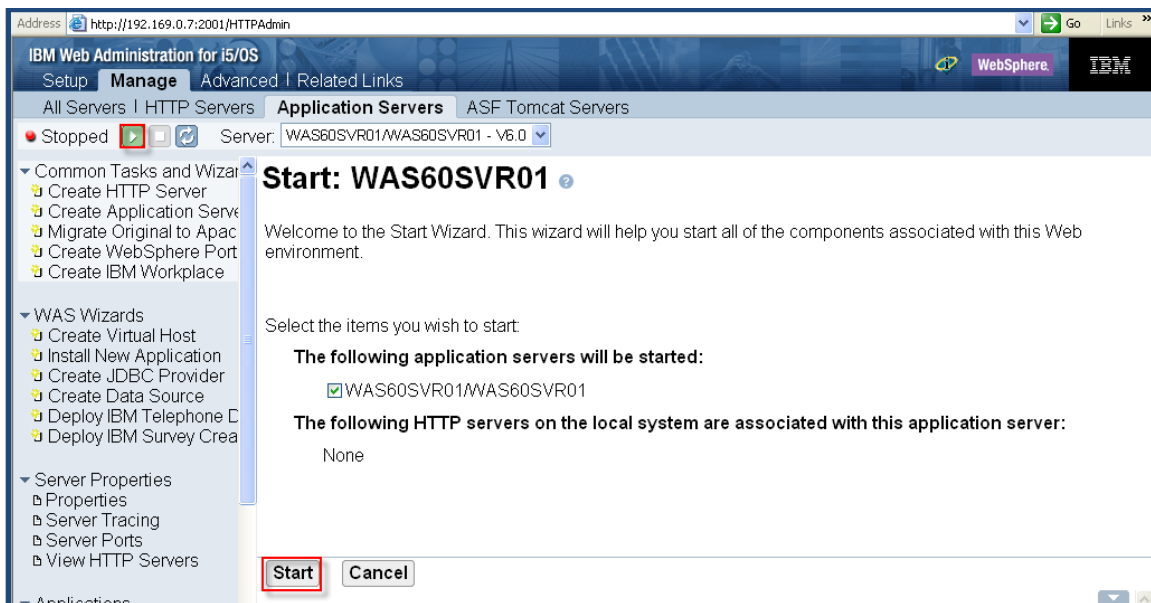 Address http://192.169.0.7:2001/HTTPAdmin Go Links »
IBM Web Administration for i5/OS
WebSphere. IBM
Setup Manage Advanced | Related Links
All Servers | HTTP Servers Application Servers ASF Tomcat Servers
Stopped Server: WAS60SVR01/WAS60SVR01 - V6.0
Common Tasks and Wizar
Create HTTP Server
Create Application Serve
Migrate Original to Apac
Create WebSphere Port
Create IBM Workplace
WAS Wizards
Create Virtual Host
Install New Application
Create JDBC Provider
Create Data Source
Deploy IBM Telephone D
Deploy IBM Survey Crea
Server Properties
Properties
Server Tracing
Server Ports
View HTTP Servers
Applications
Start: WAS60SVR01
Welcome to the Start Wizard. This wizard will help you start all of the components associated with this Web
environment.
Select the items you wish to start:
The following application servers will be started:
WAS60SVR01/WAS60SVR01
The following HTTP servers on the local system are associated with this application server:
None
Start Cancel